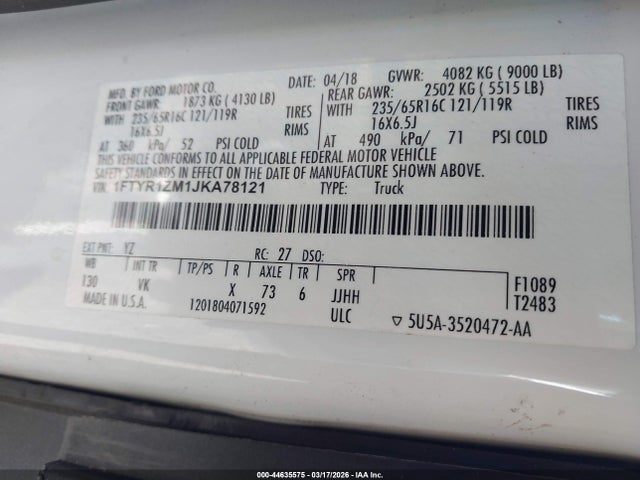 MFD. BY FORD MOTOR CO. DATE: 04/18 GVWR: 4082 KG ( 9000 LB)
FRONT GAWR: 1873 KG ( 4130 LB) REAR GAWR: 2502 KG ( 5515 LB)
WITH 235/65R16C 121/119R TIRES WITH 235/65R16C 121/119R TIRES
16X6.5J RIMS 16X6.5J RIMS
AT 360 kPa/ 52 PSI COLD AT 490 kPa/ 71 PSI COLD
THIS VEHICLE CONFORMS TO ALL APPLICABLE FEDERAL MOTOR VEHICLE
SAFETY STANDARDS IN EFFECT ON THE DATE OF MANUFACTURE SHOWN ABOVE.
VIN: 1FTYR1ZM1JKA78121 TYPE: Truck
EXT PNT: YZ RC: 27 DSO:
WB INT TR TP/PS R AXLE TR SPR
130 VK X 73 6 JJHH F1089
MADE IN U.S.A. 1201804071592 ULC T2483
▽ 5U5A-3520472-AA
000-44635575 03/17/2026 IAAI.COM